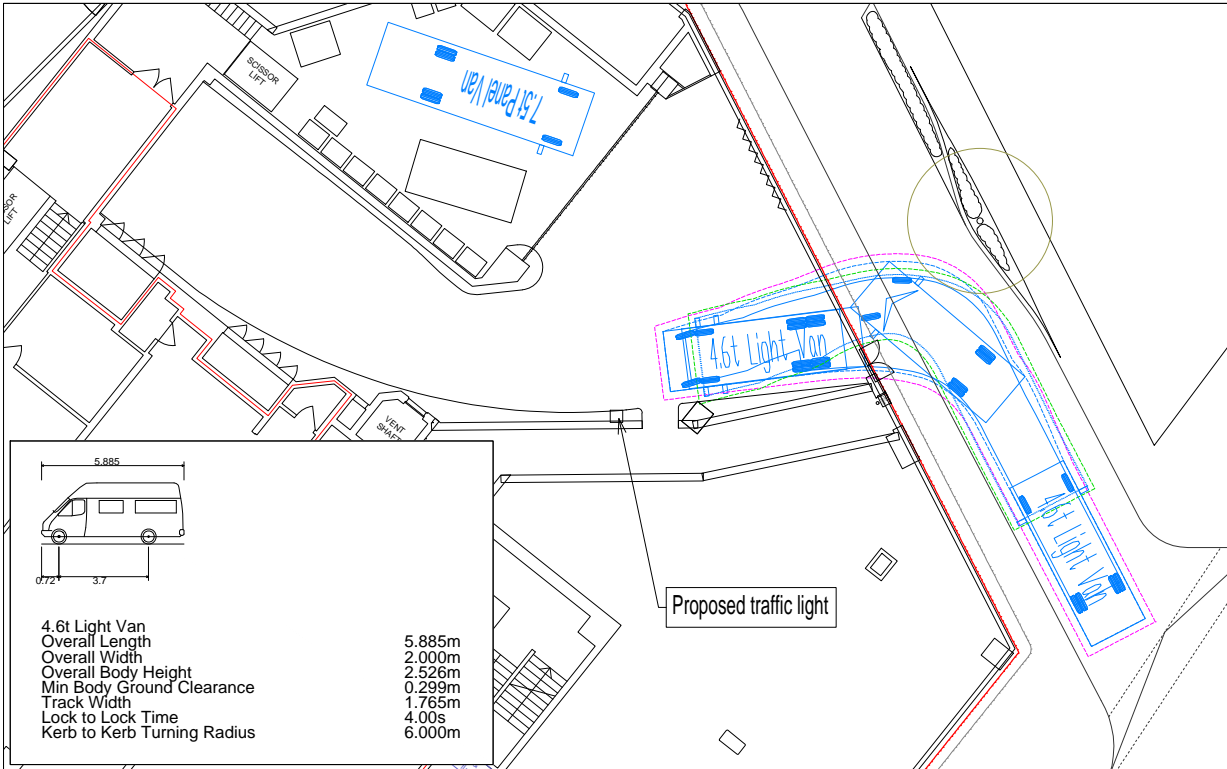 SCISSOR
LIFT
7.5t Panel Van
SOR
LIFT
4.6t Light Van
VENT
SHAFT
4.6t Light Van
Proposed traffic light
5.885
0.72 3.7
4.6t Light Van
Overall Length 5.885m
Overall Width 2.000m
Overall Body Height 2.526m
Min Body Ground Clearance 0.299m
Track Width 1.765m
Lock to Lock Time 4.00s
Kerb to Kerb Turning Radius 6.000m